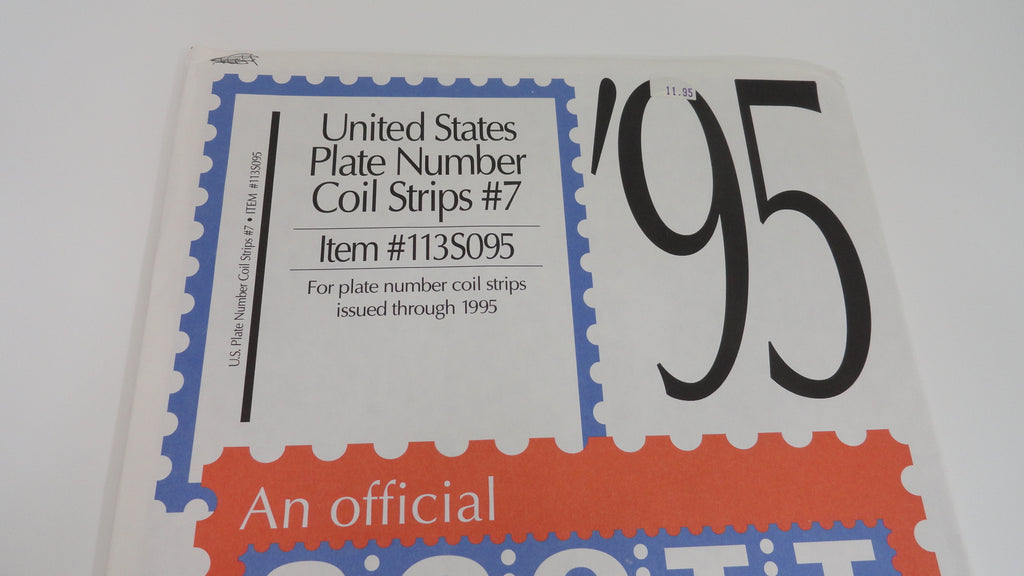 United States
Plate Number
Coil Strips #7
Item #113S095
For plate number coil strips
issued through 1995
U.S. Plate Number Coil Strips #7 • ITEM #113S095
'95
11.95
An official
SCOTT